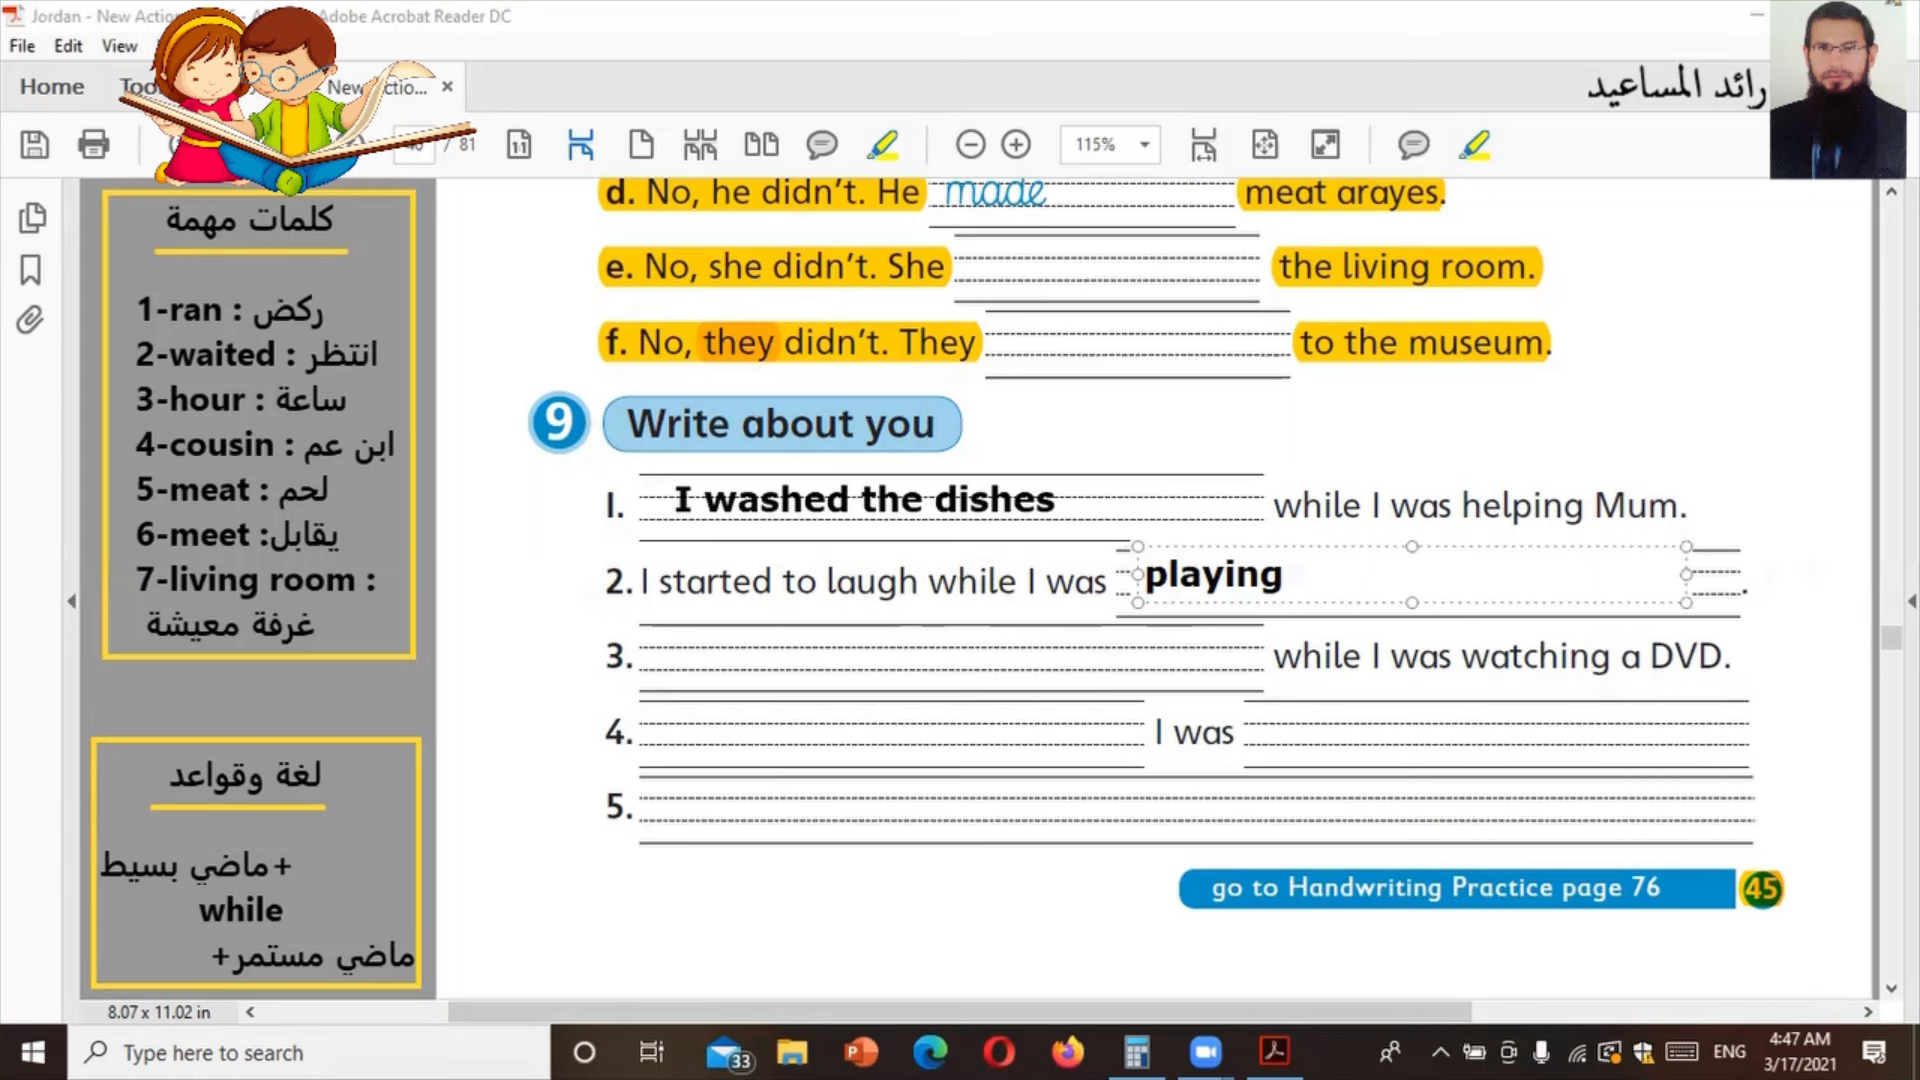 Jordan - New Actio
Adobe Acrobat Reader DC
File Edit View
Home
New
ctio...
رائد المساعيد
/ 81
115%
كلمات مهمة
1-ran : ركض
2-waited : انتظر
3-hour : ساعة
4-cousin : ابن عم
5-meat : لحم
6-meet :يقابل
7-living room :
غرفة معيشة
لغة وقواعد
+ماضي بسيط
while
ماضي مستمر+
d. No, he didn't. He made meat arayes.
e. No, she didn't. She the living room.
f. No, they didn't. They to the museum.
9 Write about you
1. I washed the dishes while I was helping Mum.
2. I started to laugh while I was playing .
3. while I was watching a DVD.
4. I was
5.
go to Handwriting Practice page 76 45
8.07 x 11.02 in
Type here to search
33
ENG
4:47 AM
3/17/2021